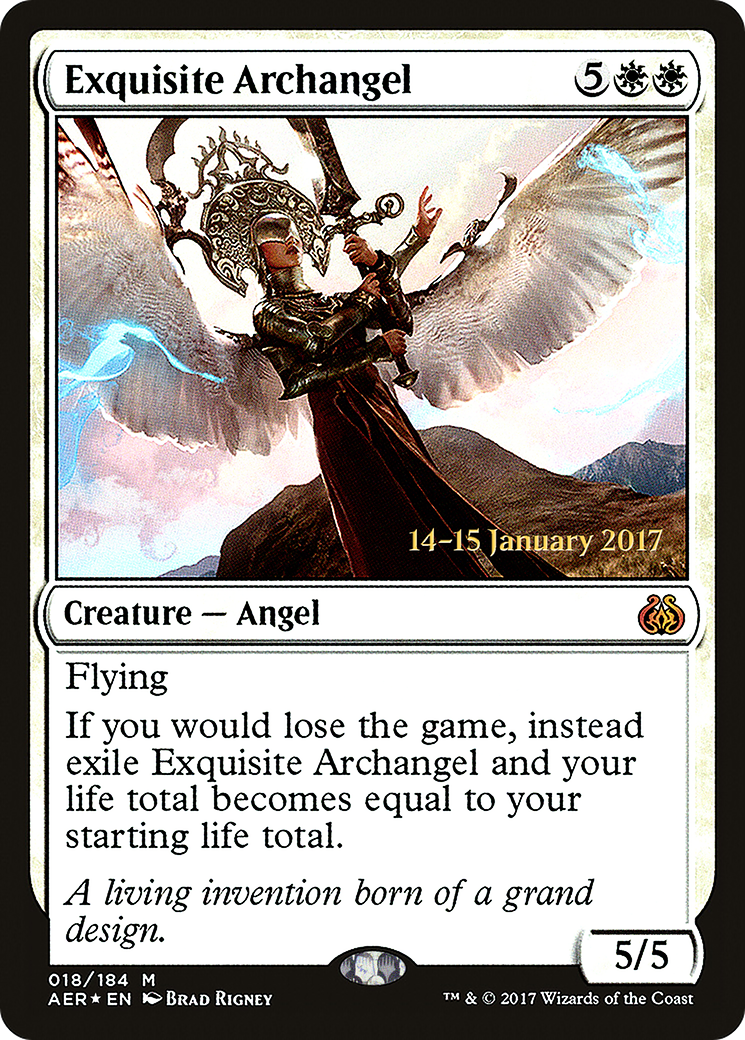 Exquisite Archangel 5
14–15 January 2017
Creature — Angel
Flying
If you would lose the game, instead
exile Exquisite Archangel and your
life total becomes equal to your
starting life total.
A living invention born of a grand
design.
5/5
018/184 M
AER★EN Brad Rigney
™ & © 2017 Wizards of the Coast